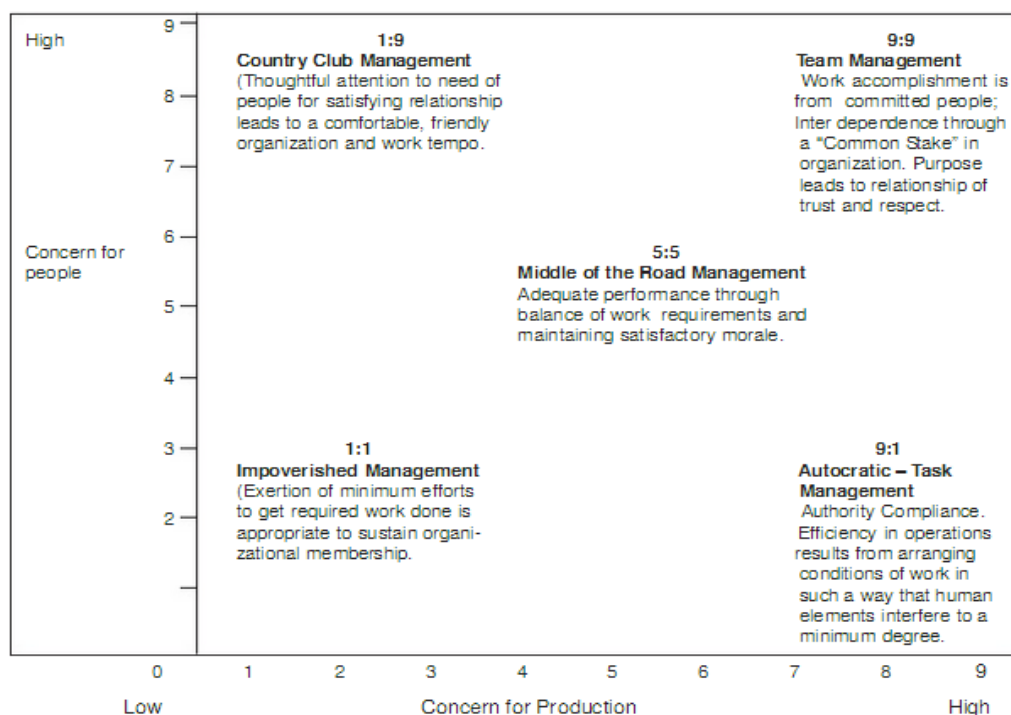 9
High
1:9
Country Club Management
(Thoughtful attention to need of
people for satisfying relationship
leads to a comfortable, friendly
organization and work tempo.
9:9
Team Management
Work accomplishment is
from committed people;
Inter dependence through
a “Common Stake” in
organization. Purpose
leads to relationship of
trust and respect.
8
7
6
Concern for
people
5:5
Middle of the Road Management
Adequate performance through
balance of work requirements and
maintaining satisfactory morale.
5
4
3
1:1
Impoverished Management
(Exertion of minimum efforts
to get required work done is
appropriate to sustain organi-
zational membership.
9:1
Autocratic – Task
Management
Authority Compliance.
Efficiency in operations
results from arranging
conditions of work in
such a way that human
elements interfere to a
minimum degree.
2
0 1 2 3 4 5 6 7 8 9
Low Concern for Production High